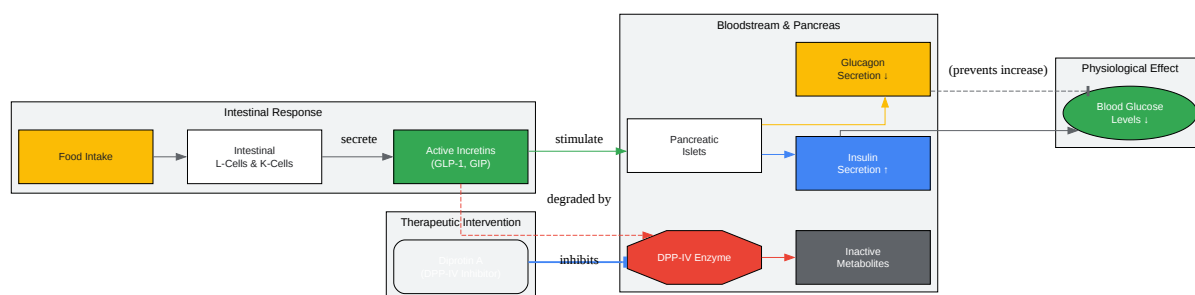 Intestinal Response
Food Intake
Intestinal
L-Cells & K-Cells
secrete
Active Incretins
(GLP-1, GIP)
stimulate
degraded by
Therapeutic Intervention
(DPP-IV Inhibitor)
inhibits
Bloodstream & Pancreas
Glucagon
Secretion ↓
Pancreatic
Islets
Insulin
Secretion ↑
DPP-IV Enzyme
Inactive
Metabolites
(prevents increase)
Physiological Effect
Blood Glucose
Levels ↓